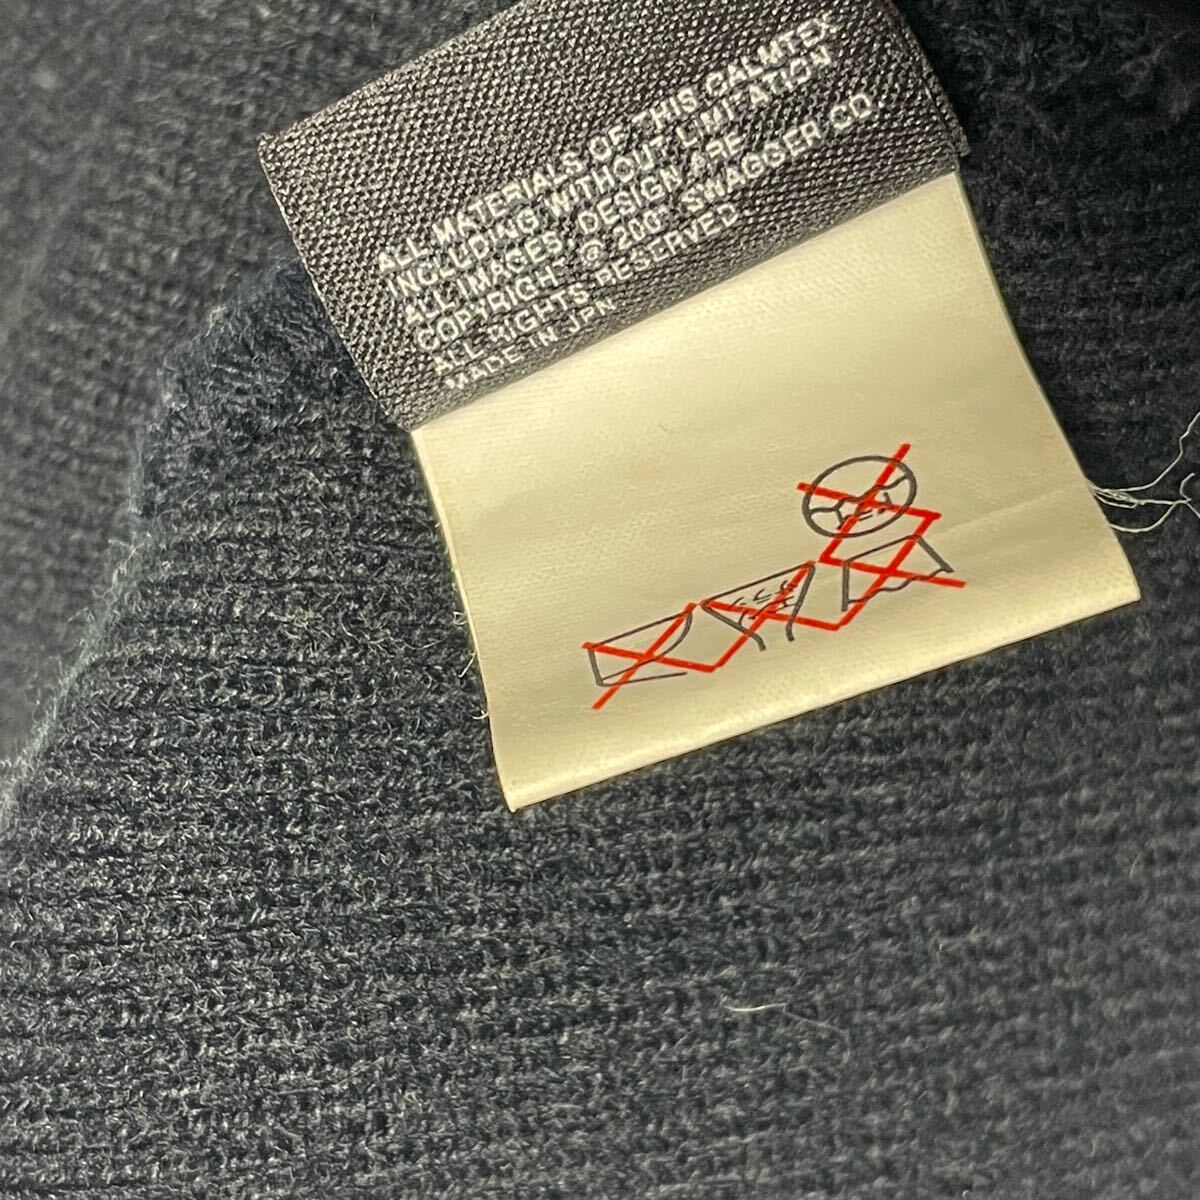 ALL MATERIALS OF THIS CALMTEX
INCLUDING WITHOUT LIMITATION
ALL IMAGES, DESIGN ARE
COPYRIGHT © SWAGGER CO.
ALL RIGHTS RESERVED.
MADE IN JPN